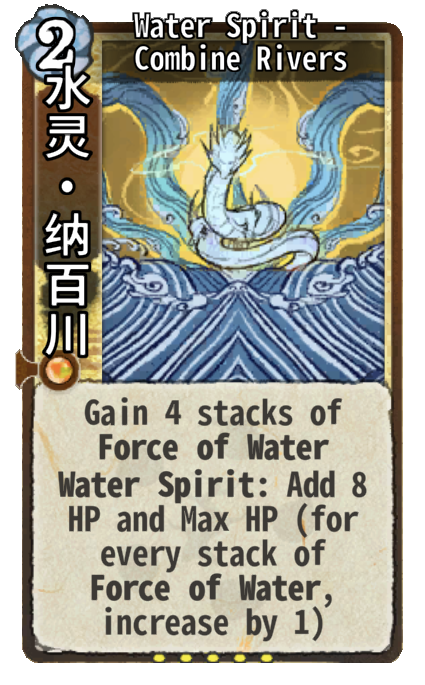 2
Water Spirit -
Combine Rivers
水灵·纳百川
Gain 4 stacks of
Force of Water
Water Spirit: Add 8
HP and Max HP (for
every stack of
Force of Water,
increase by 1)